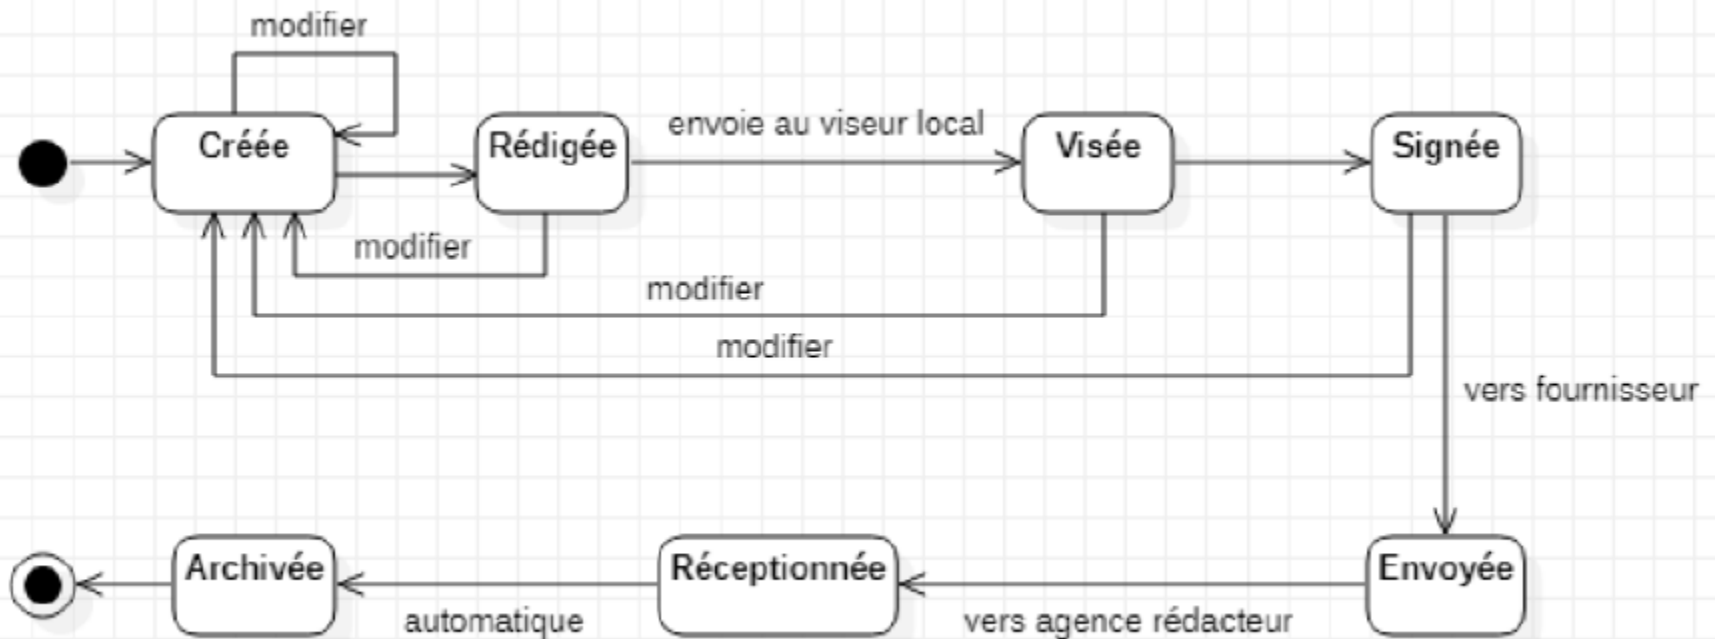 modifier
Créée
Rédigée
envoie au viseur local
Visée
Signée
modifier
modifier
modifier
vers fournisseur
Archivée
automatique
Réceptionnée
vers agence rédacteur
Envoyée